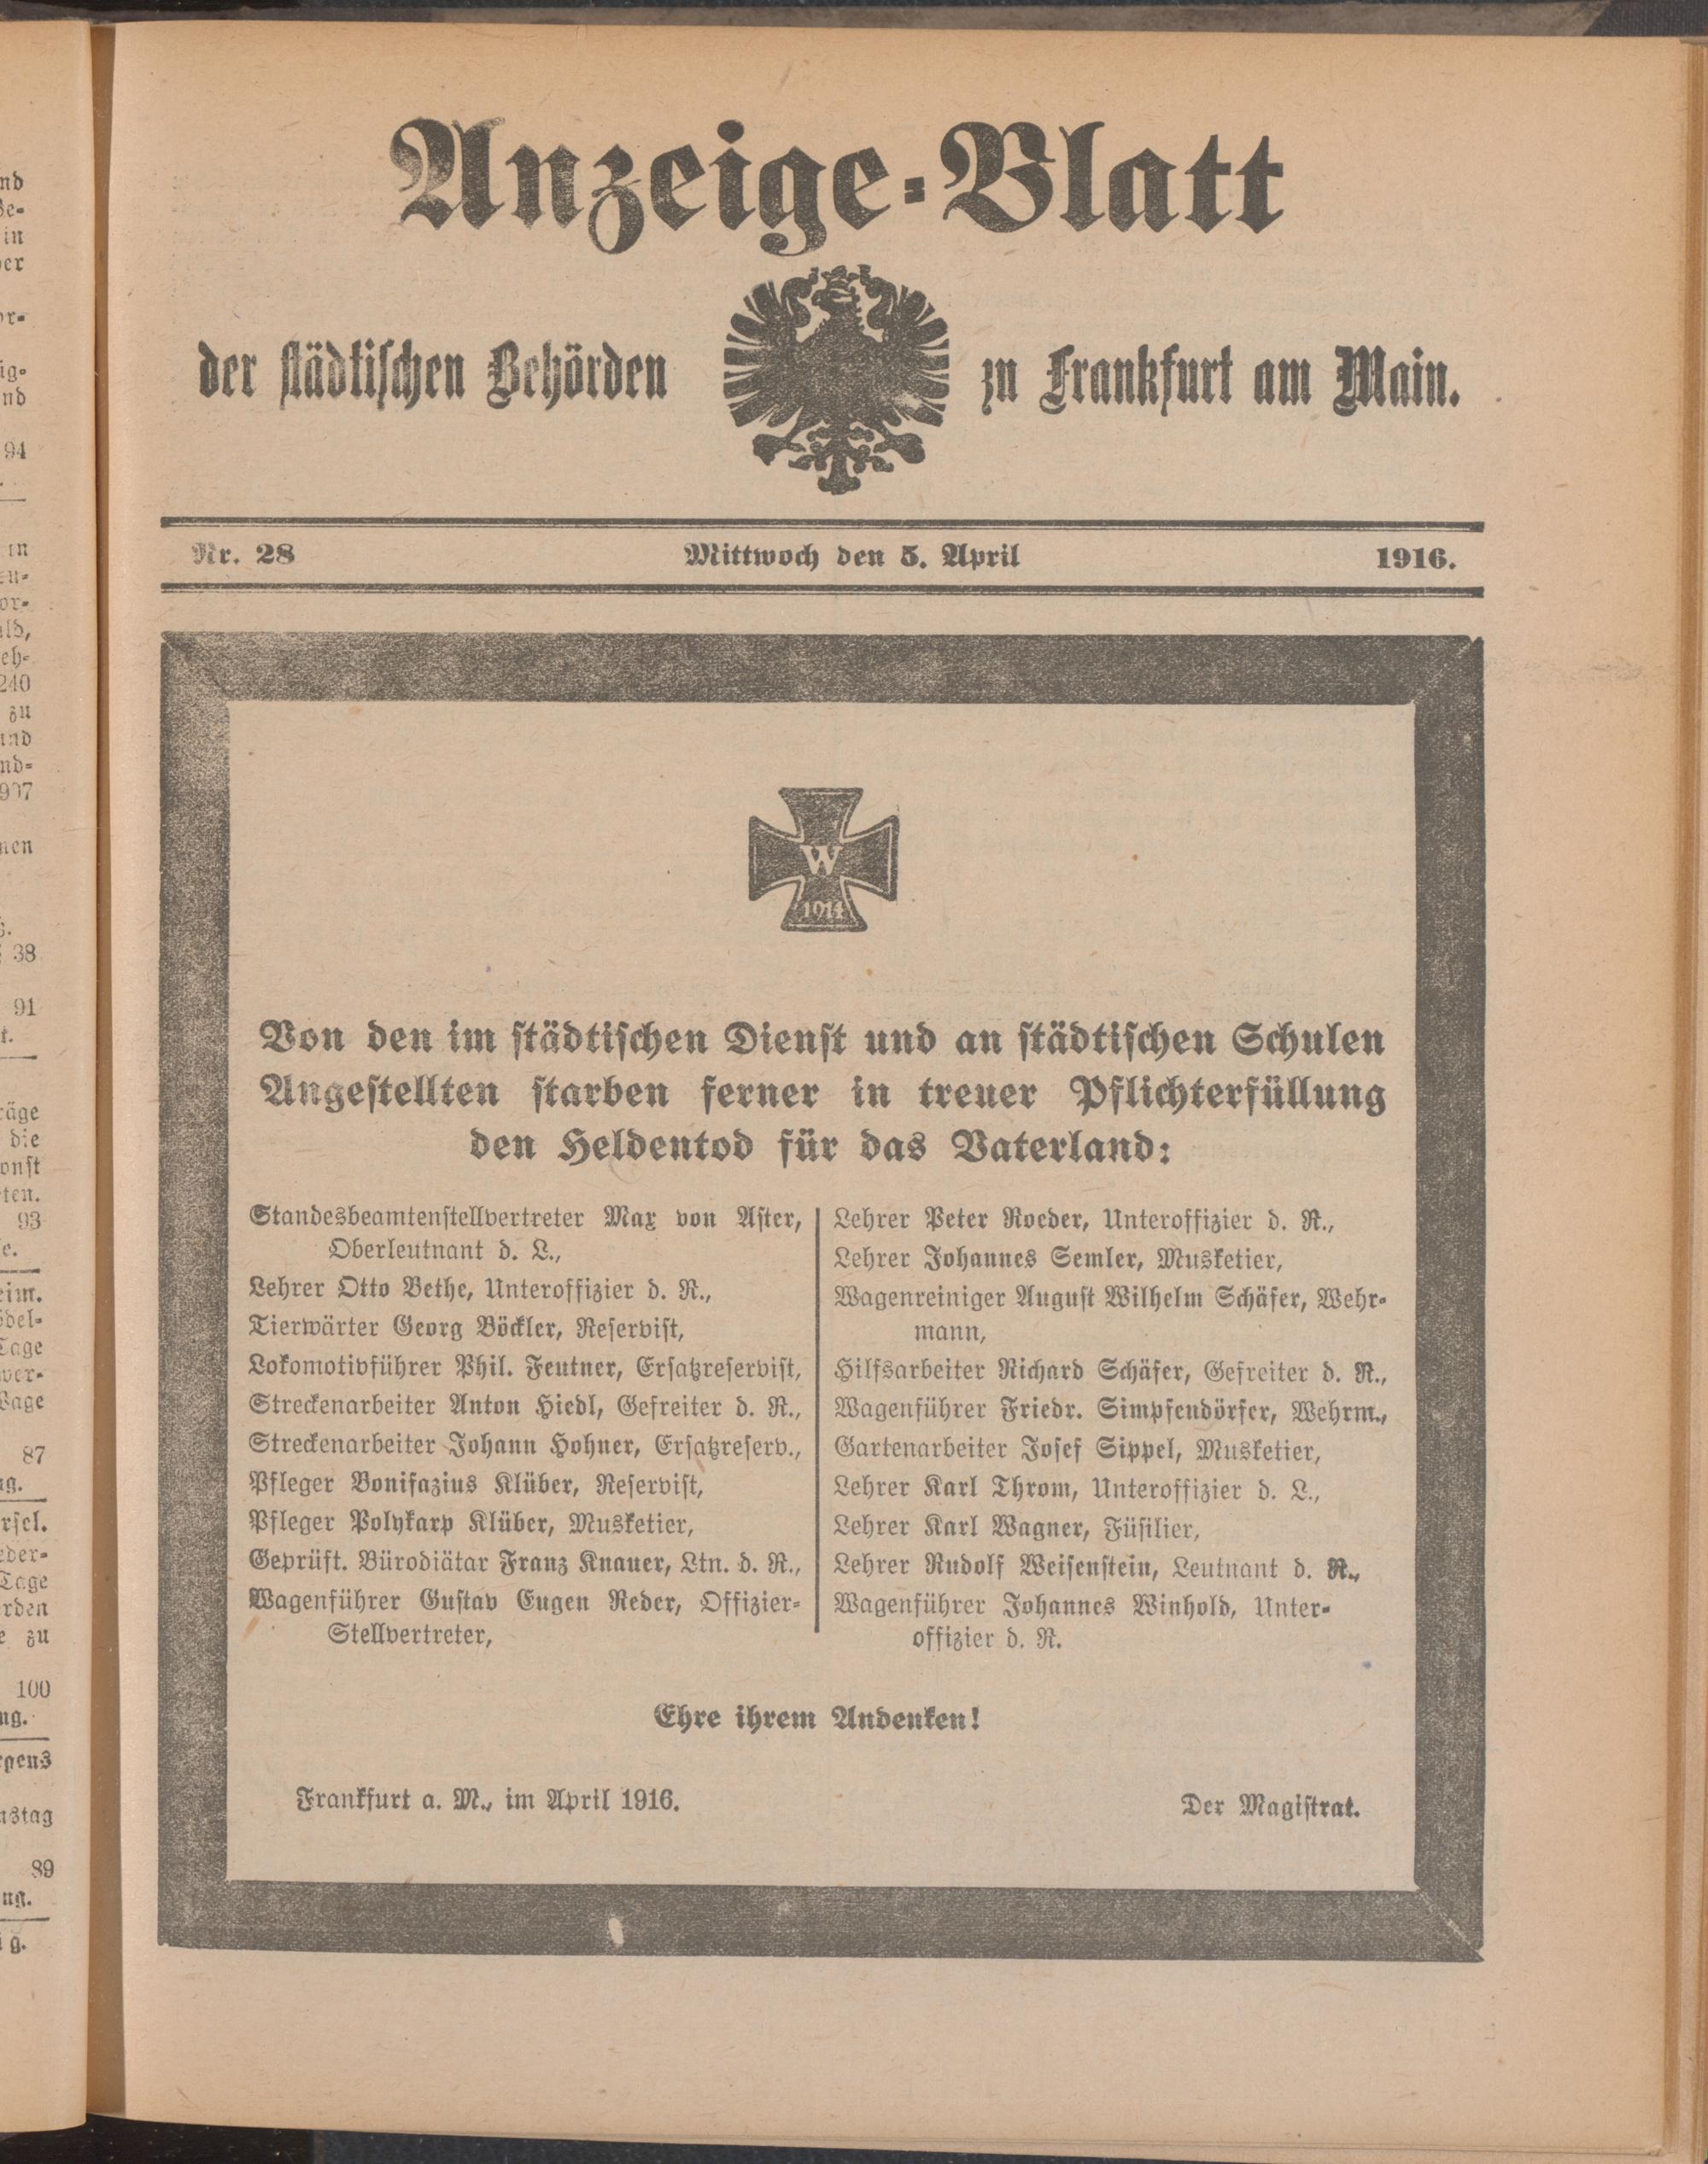 Anzeige-Blatt
der städtischen Behörden zu Frankfurt am Main.
Nr. 28 Mittwoch den 5. April 1916.
W
1914
Von den im städtischen Dienst und an städtischen Schulen
Angestellten starben ferner in treuer Pflichterfüllung
den Heldentod für das Vaterland:
Standesbeamtenstellvertreter Max von Aster,
Oberleutnant d. L.,
Lehrer Otto Bethe, Unteroffizier d. R.,
Tierwärter Georg Böckler, Reservist,
Lokomotivführer Phil. Feutner, Ersatzreservist,
Streckenarbeiter Anton Hiedl, Gefreiter d. R.,
Streckenarbeiter Johann Hohner, Ersatzreserv.,
Pfleger Bonifazius Klüber, Reservist,
Pfleger Polykarp Klüber, Musketier,
Geprüft. Bürodiätar Franz Knauer, Ltn. d. R.,
Wagenführer Gustav Eugen Reder, Offizier-
Stellvertreter,
Lehrer Peter Roeder, Unteroffizier d. R.,
Lehrer Johannes Semler, Musketier,
Wagenreiniger August Wilhelm Schäfer, Wehr-
mann,
Hilfsarbeiter Richard Schäfer, Gefreiter d. R.,
Wagenführer Friedr. Simpfendörfer, Wehrm.,
Gartenarbeiter Josef Sippel, Musketier,
Lehrer Karl Throm, Unteroffizier d. L.,
Lehrer Karl Wagner, Füsilier,
Lehrer Rudolf Weisenstein, Leutnant d. R.,
Wagenführer Johannes Winhold, Unter-
offizier d. R.
Ehre ihrem Andenken!
Frankfurt a. M., im April 1916. Der Magistrat.